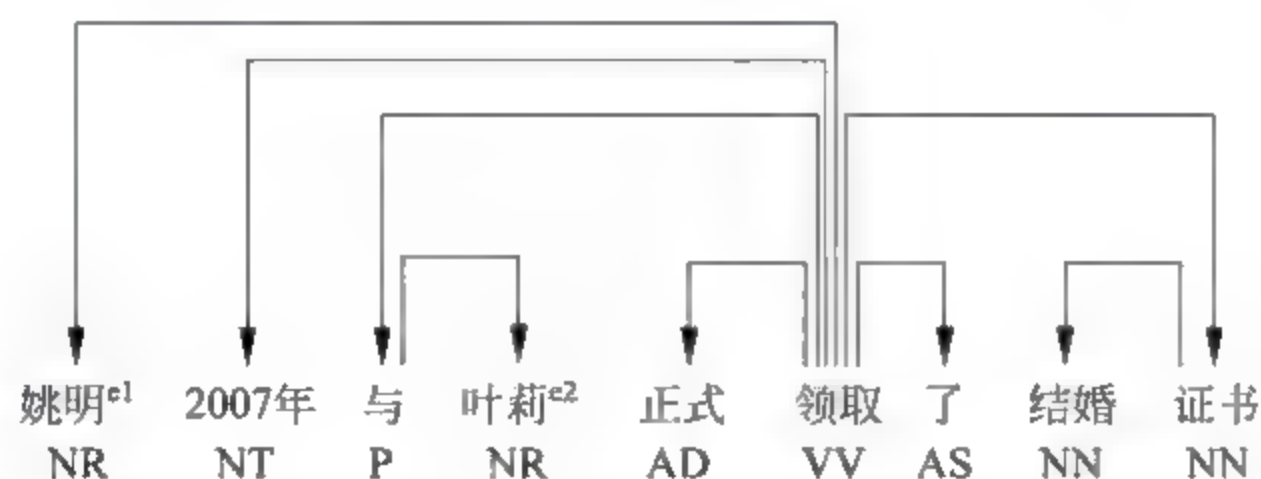 姚明e1 2007年 与 叶莉e2 正式 领取 了 结婚 证书
NR NT P NR AD VV AS NN NN